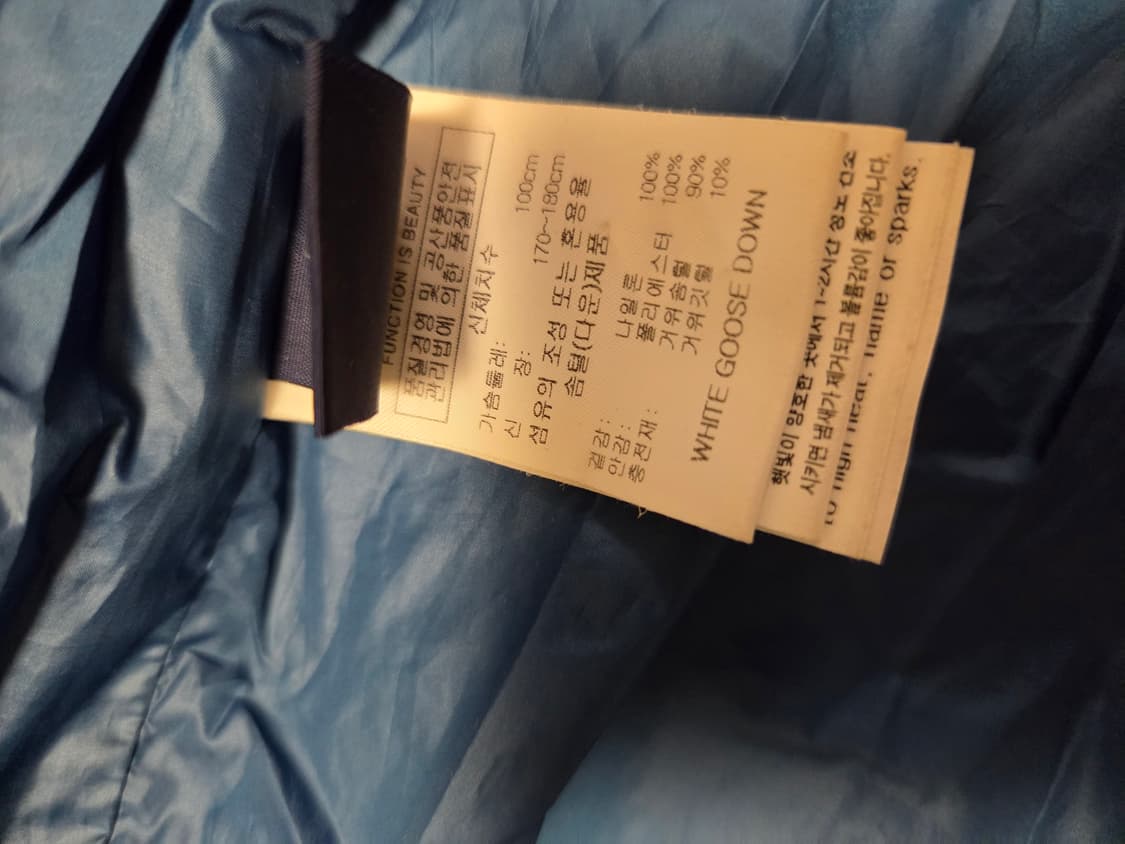 FUNCTION IS BEAUTY
품질경영 및 공산품안전
관리법에 의한 품질표시
신체치수
가슴둘레: 100cm
신 장: 170~180cm
섬유의 조성 또는 혼용율
솜털(다운)제품
겉감: 나일론 100%
안감: 폴리에스터 100%
충전재: 거위솜털 90%
거위깃털 10%
WHITE GOOSE DOWN
햇빛이 양호한 곳에서 1~2시간 정도 건조
시키면 냄새가 제거되고 볼륨감이 좋아집니다.
to high heat, flame or sparks.